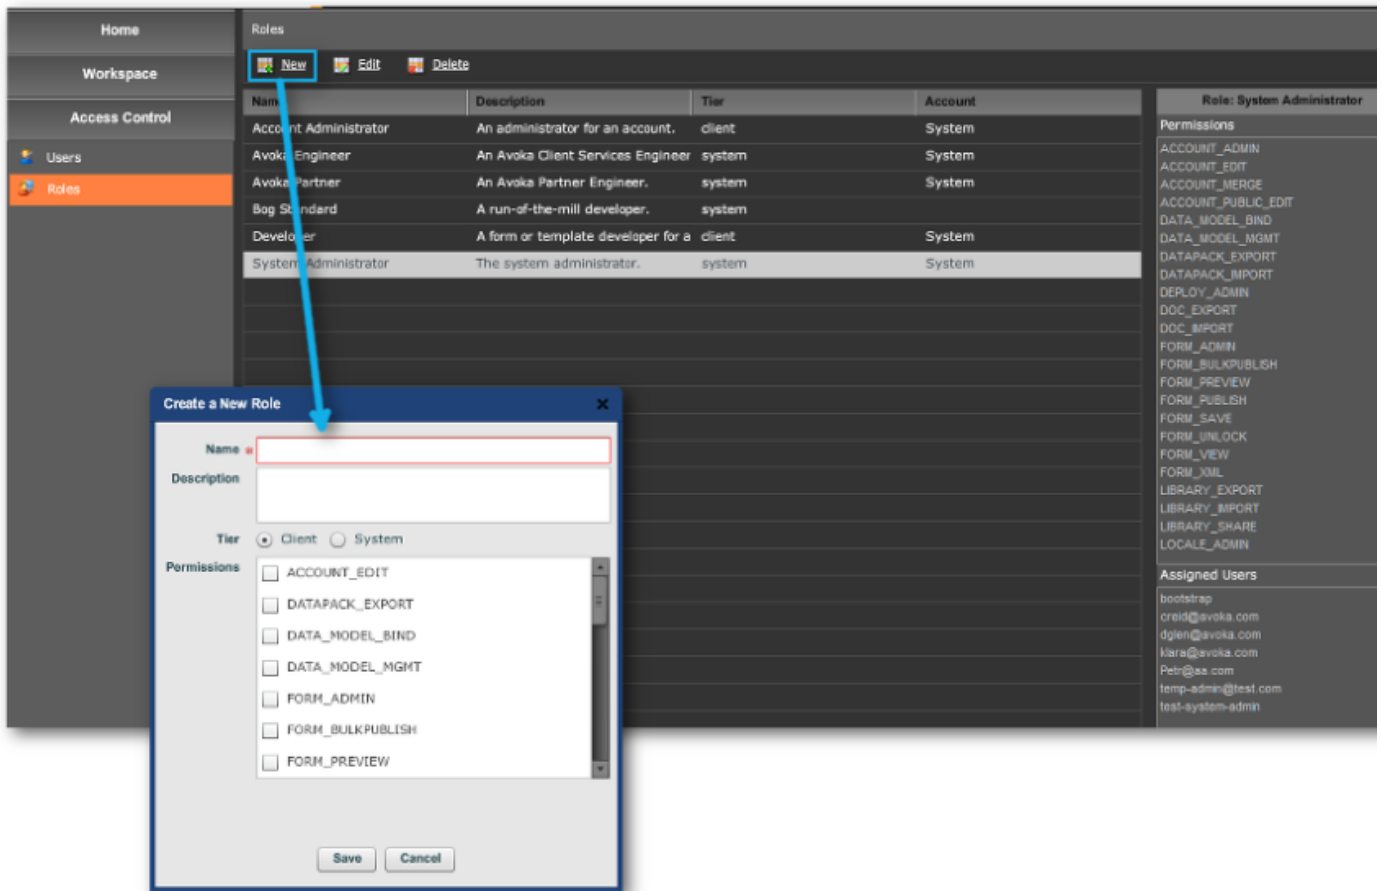 Home
Workspace
Access Control
Users
Roles
Roles
New Edit Delete
Name Description Tier Account
Account Administrator An administrator for an account. client System
Avoka Engineer An Avoka Client Services Engineer system System
Avoka Partner An Avoka Partner Engineer. system System
Bog Standard A run-of-the-mill developer. system
Developer A form or template developer for a client System
System Administrator The system administrator. system System
Role: System Administrator
Permissions
ACCOUNT_ADMIN
ACCOUNT_EDIT
ACCOUNT_MERGE
ACCOUNT_PUBLIC_EDIT
DATA_MODEL_BIND
DATA_MODEL_MGMT
DATAPACK_EXPORT
DATAPACK_IMPORT
DEPLOY_ADMIN
DOC_EXPORT
DOC_IMPORT
FORM_ADMIN
FORM_BULKPUBLISH
FORM_PREVIEW
FORM_PUBLISH
FORM_SAVE
FORM_UNLOCK
FORM_VIEW
FORM_XML
LIBRARY_EXPORT
LIBRARY_IMPORT
LIBRARY_SHARE
LOCALE_ADMIN
Assigned Users
bootstrap
creid@avoka.com
dglen@avoka.com
klara@avoka.com
Petr@aa.com
temp-admin@test.com
test-system-admin
Create a New Role
Name
Description
Tier Client System
Permissions
ACCOUNT_EDIT
DATAPACK_EXPORT
DATA_MODEL_BIND
DATA_MODEL_MGMT
FORM_ADMIN
FORM_BULKPUBLISH
FORM_PREVIEW
Save Cancel